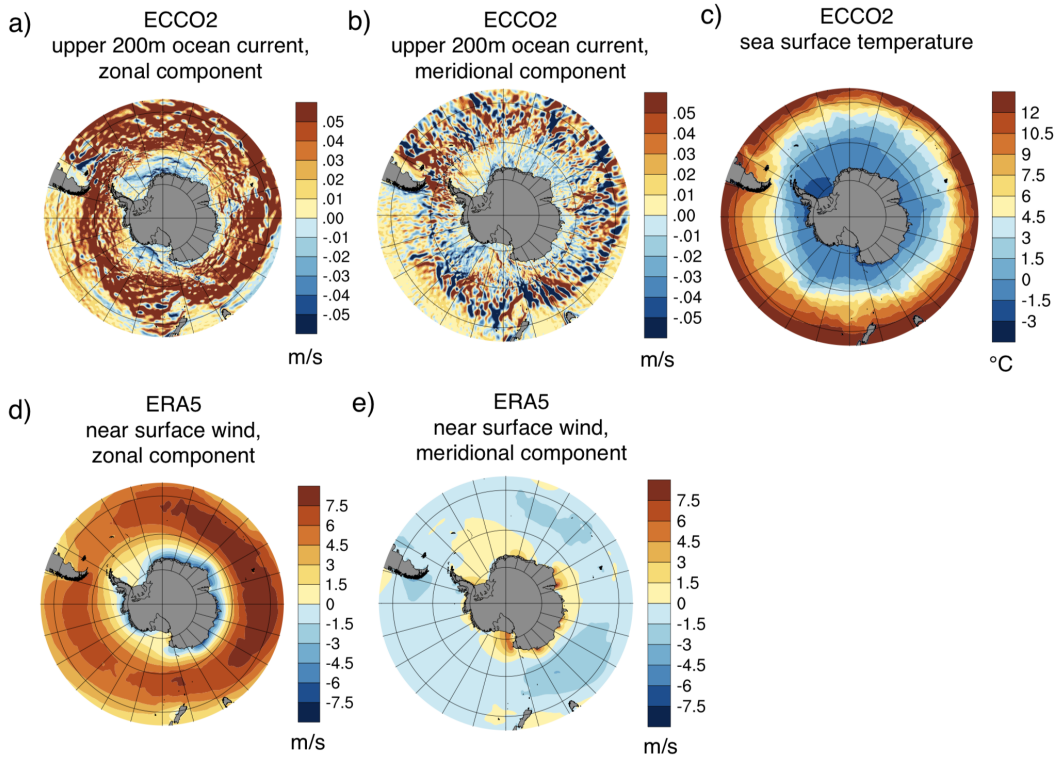 a)
ECCO2
upper 200m ocean current,
zonal component
.05
.04
.03
.02
.01
.00
-.01
-.02
-.03
-.04
-.05
m/s
b)
ECCO2
upper 200m ocean current,
meridional component
.05
.04
.03
.02
.01
.00
-.01
-.02
-.03
-.04
-.05
m/s
c)
ECCO2
sea surface temperature
12
10.5
9
7.5
6
4.5
3
1.5
0
-1.5
-3
°C
d)
ERA5
near surface wind,
zonal component
7.5
6
4.5
3
1.5
0
-1.5
-3
-4.5
-6
-7.5
m/s
e)
ERA5
near surface wind,
meridional component
7.5
6
4.5
3
1.5
0
-1.5
-3
-4.5
-6
-7.5
m/s